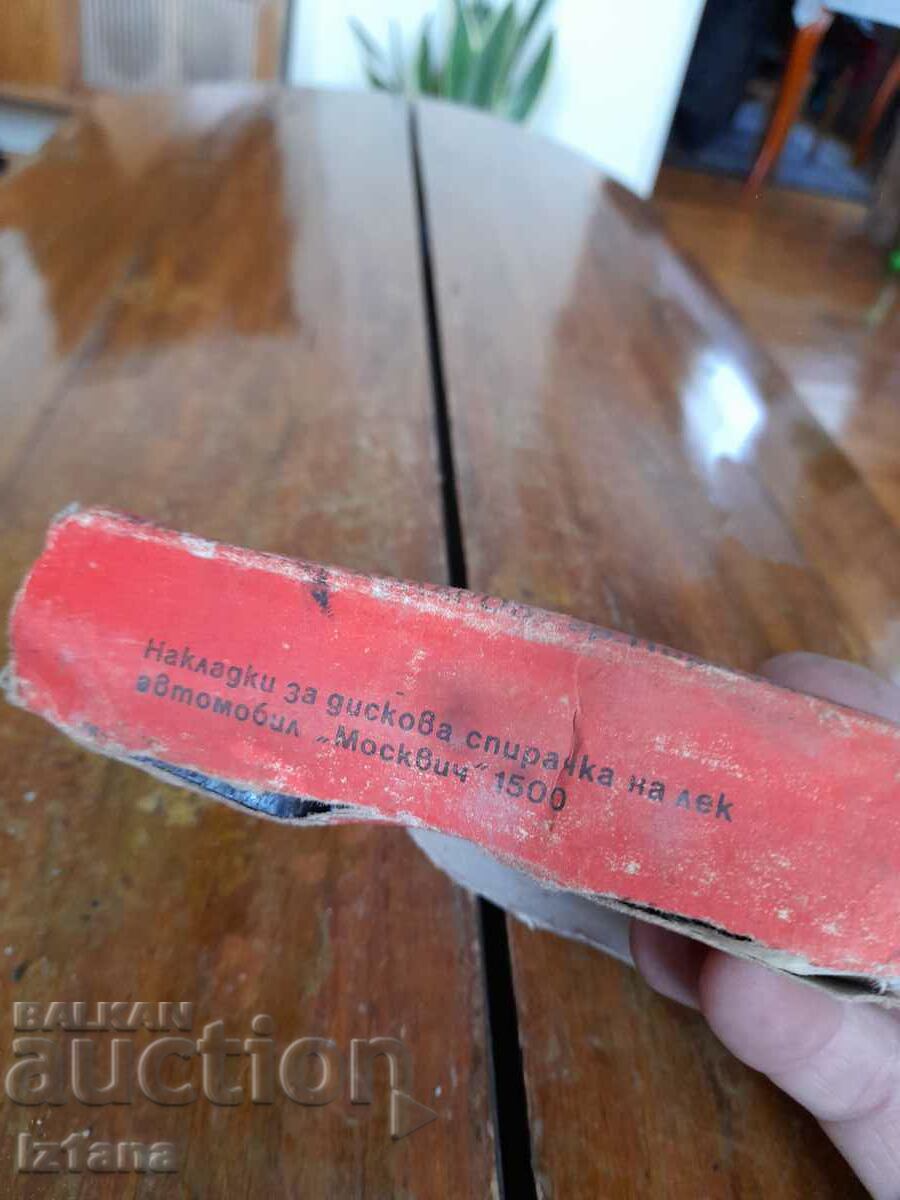 Накладки за дискова спирачка на лек
автомобил „Москвич" 1500
BALKAN
auction
Izfana